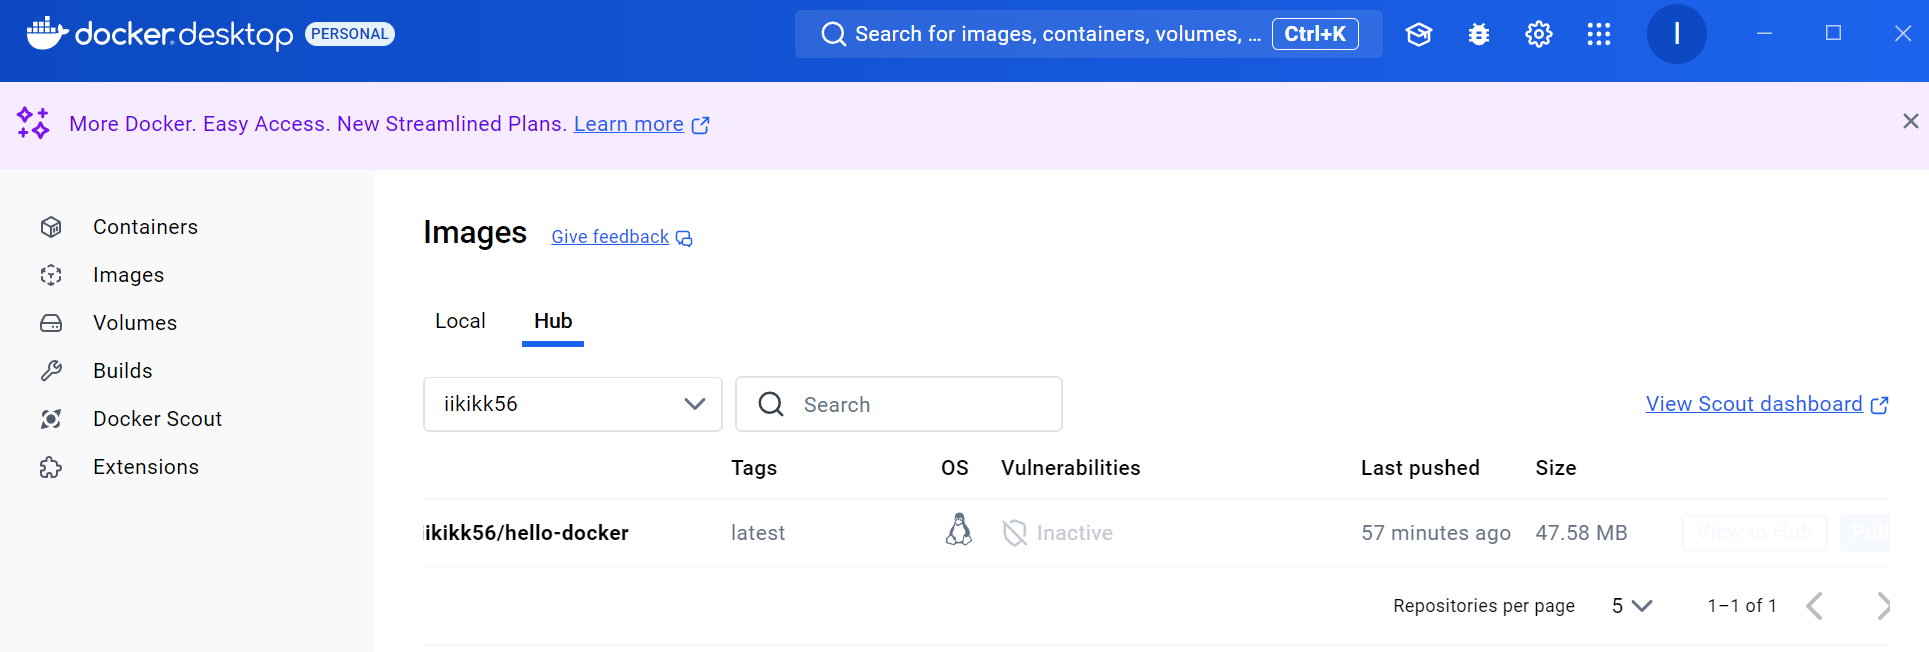 docker desktop PERSONAL
Search for images, containers, volumes, ... Ctrl+K
I
More Docker. Easy Access. New Streamlined Plans. Learn more
Containers
Images
Volumes
Builds
Docker Scout
Extensions
Images Give feedback
Local Hub
iikikk56 Search View Scout dashboard
Tags OS Vulnerabilities Last pushed Size
iikikk56/hello-docker latest Inactive 57 minutes ago 47.58 MB View in Hub Pull
Repositories per page 5 1–1 of 1